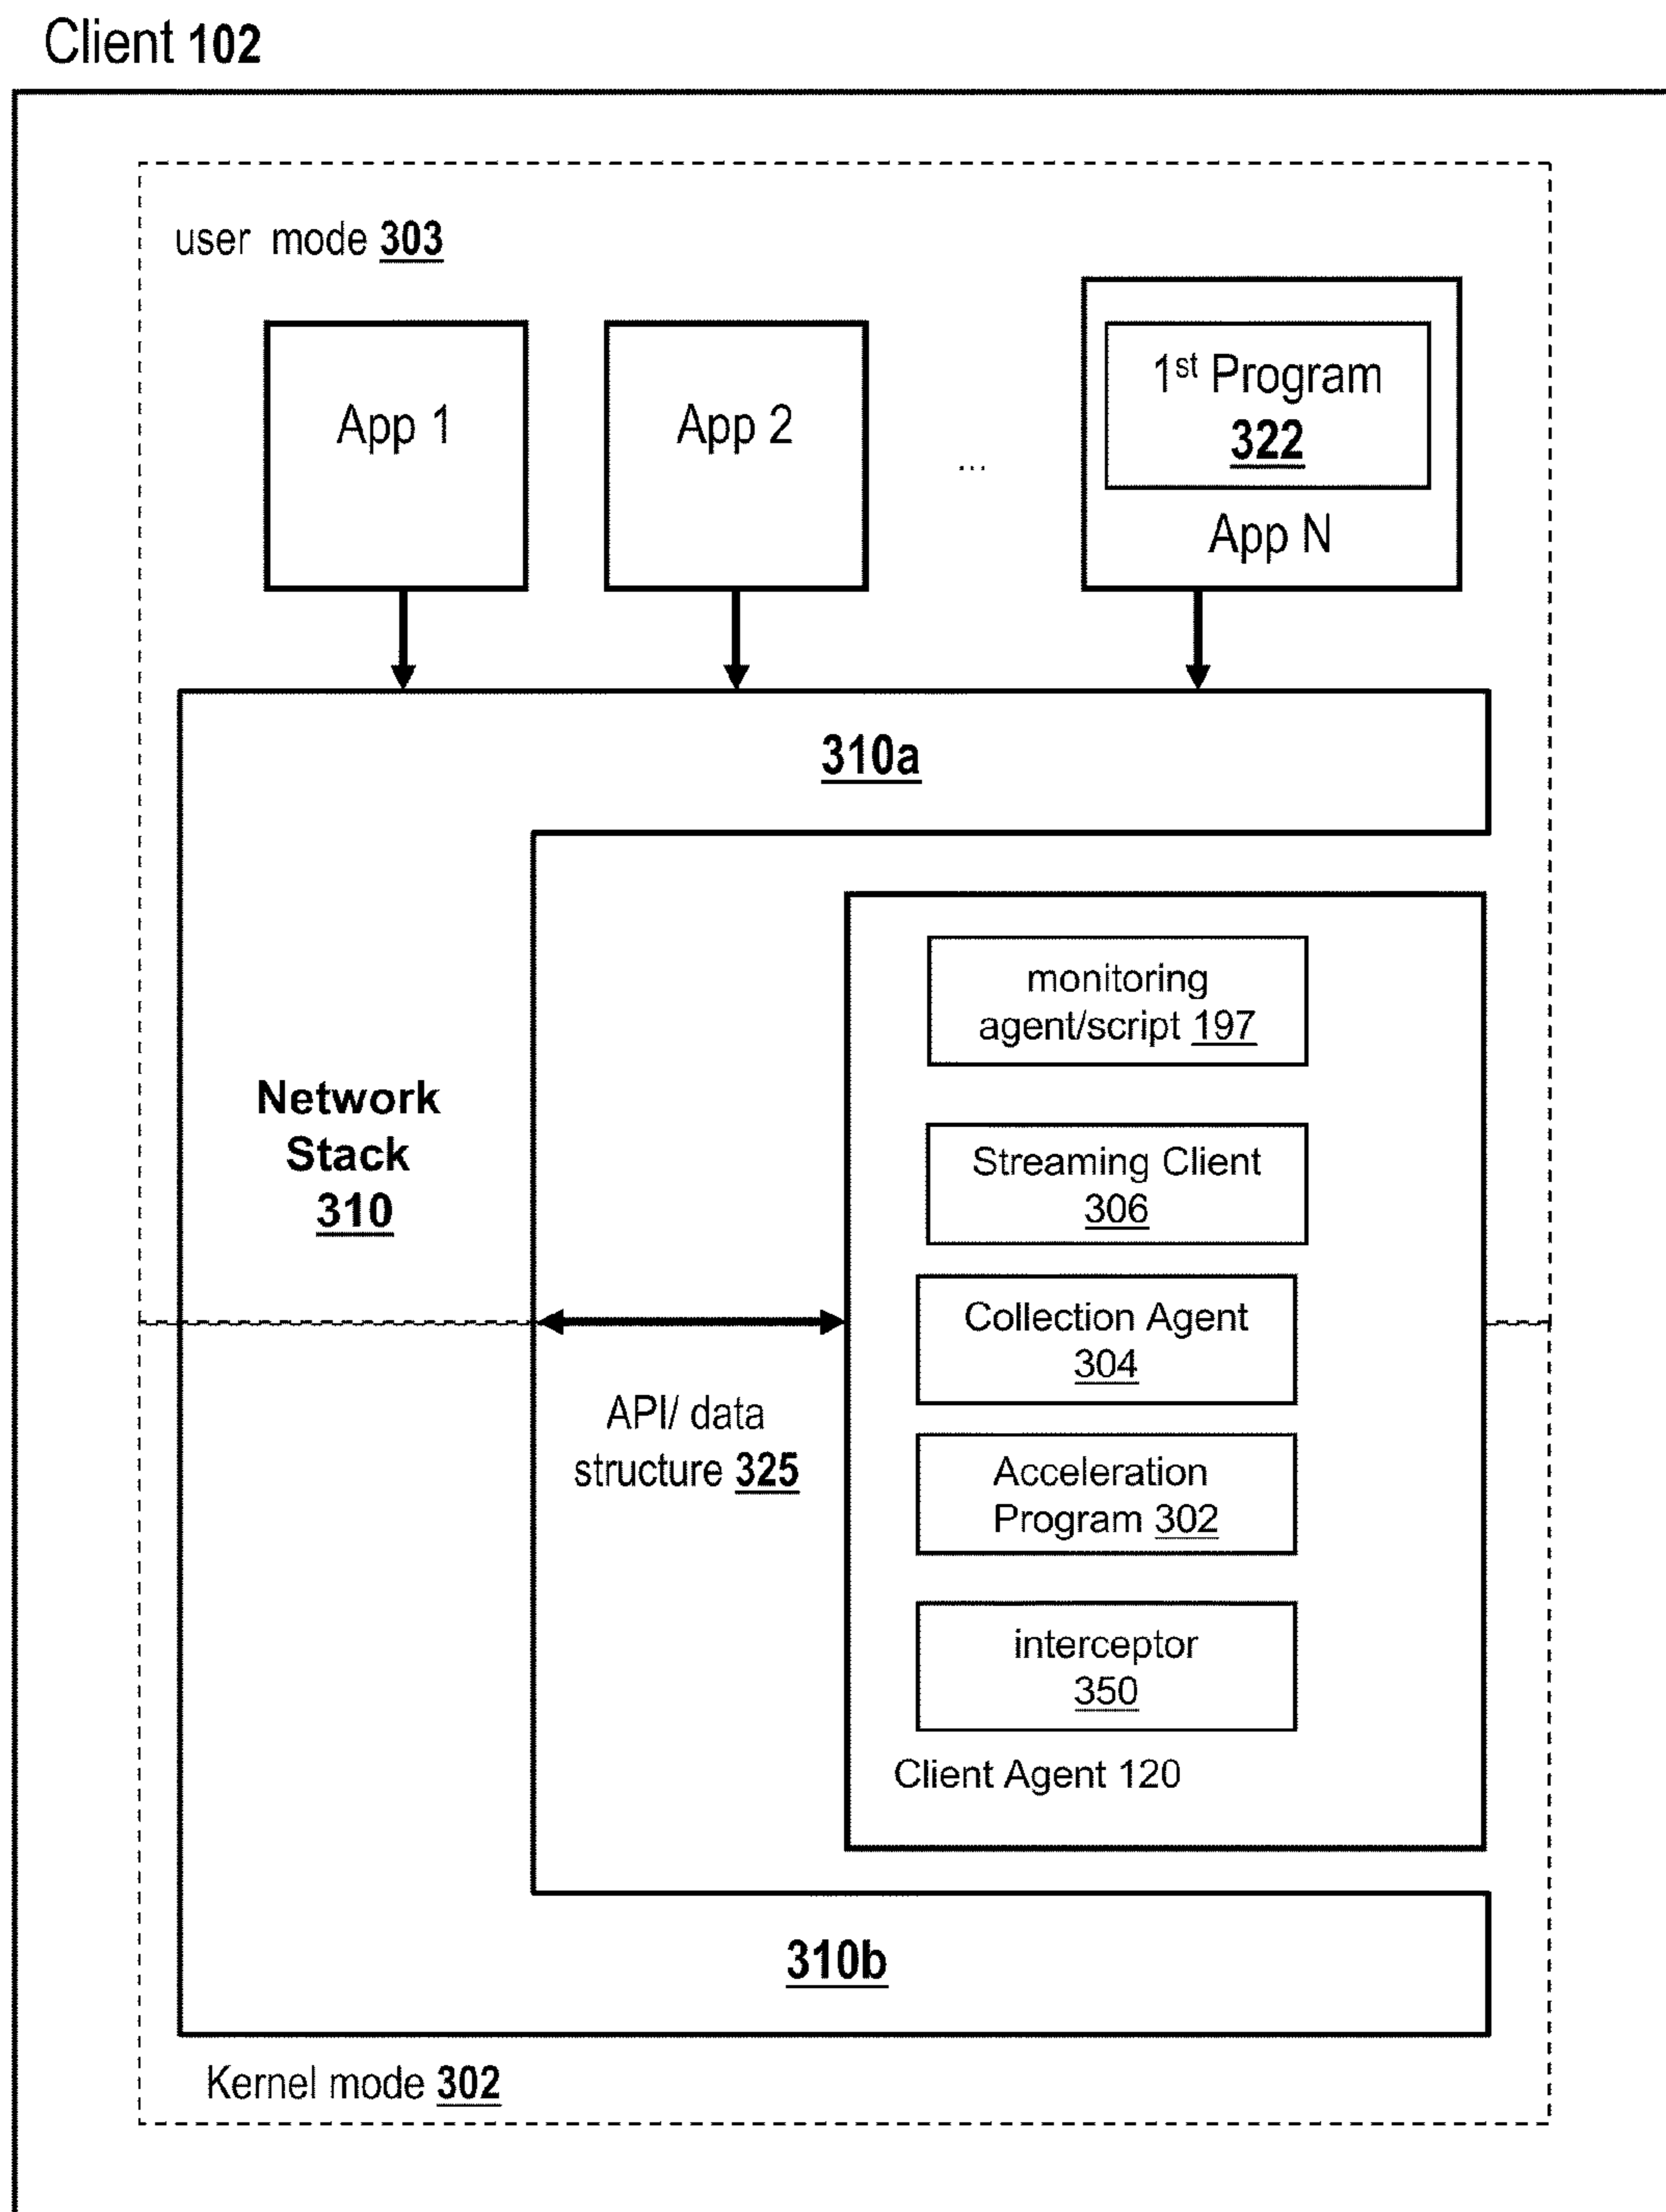 Client 102
user mode 303
App 1
App 2
...
1st Program
322
App N
310a
Network
Stack
310
monitoring
agent/script 197
Streaming Client
306
Collection Agent
304
API/ data
structure 325
Acceleration
Program 302
interceptor
350
Client Agent 120
310b
Kernel mode 302